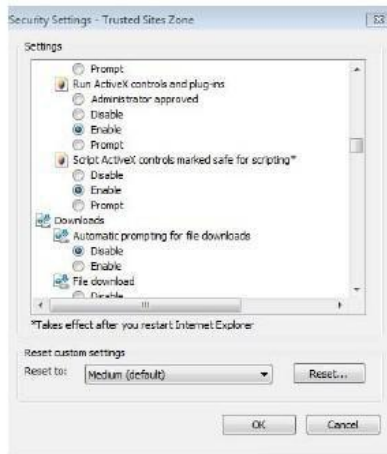 Security Settings - Trusted Sites Zone
Settings
Prompt
Run ActiveX controls and plug-ins
Administrator approved
Disable
Enable
Prompt
Script ActiveX controls marked safe for scripting*
Disable
Enable
Prompt
Downloads
Automatic prompting for file downloads
Disable
Enable
File download
Disable
*Takes effect after you restart Internet Explorer
Reset custom settings
Reset to: Medium (default) Reset...
OK Cancel